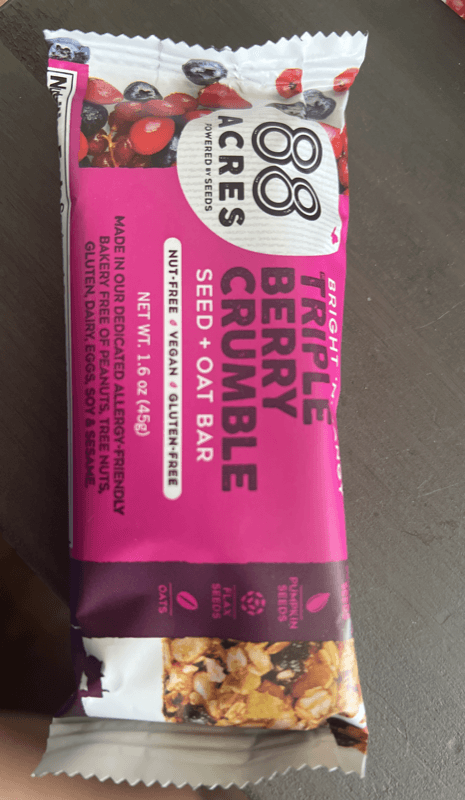 88
ACRES
POWERED BY SEEDS
BRIGHT
TRIPLE
BERRY
CRUMBLE
SEED + OAT BAR
NUT-FREE VEGAN GLUTEN-FREE
NET WT. 1.6 oz (45g)
MADE IN OUR DEDICATED ALLERGY-FRIENDLY
BAKERY FREE OF PEANUTS, TREE NUTS,
GLUTEN, DAIRY, EGGS, SOY & SESAME.
PUMPKIN
SEEDS
FLAX
SEEDS
OATS